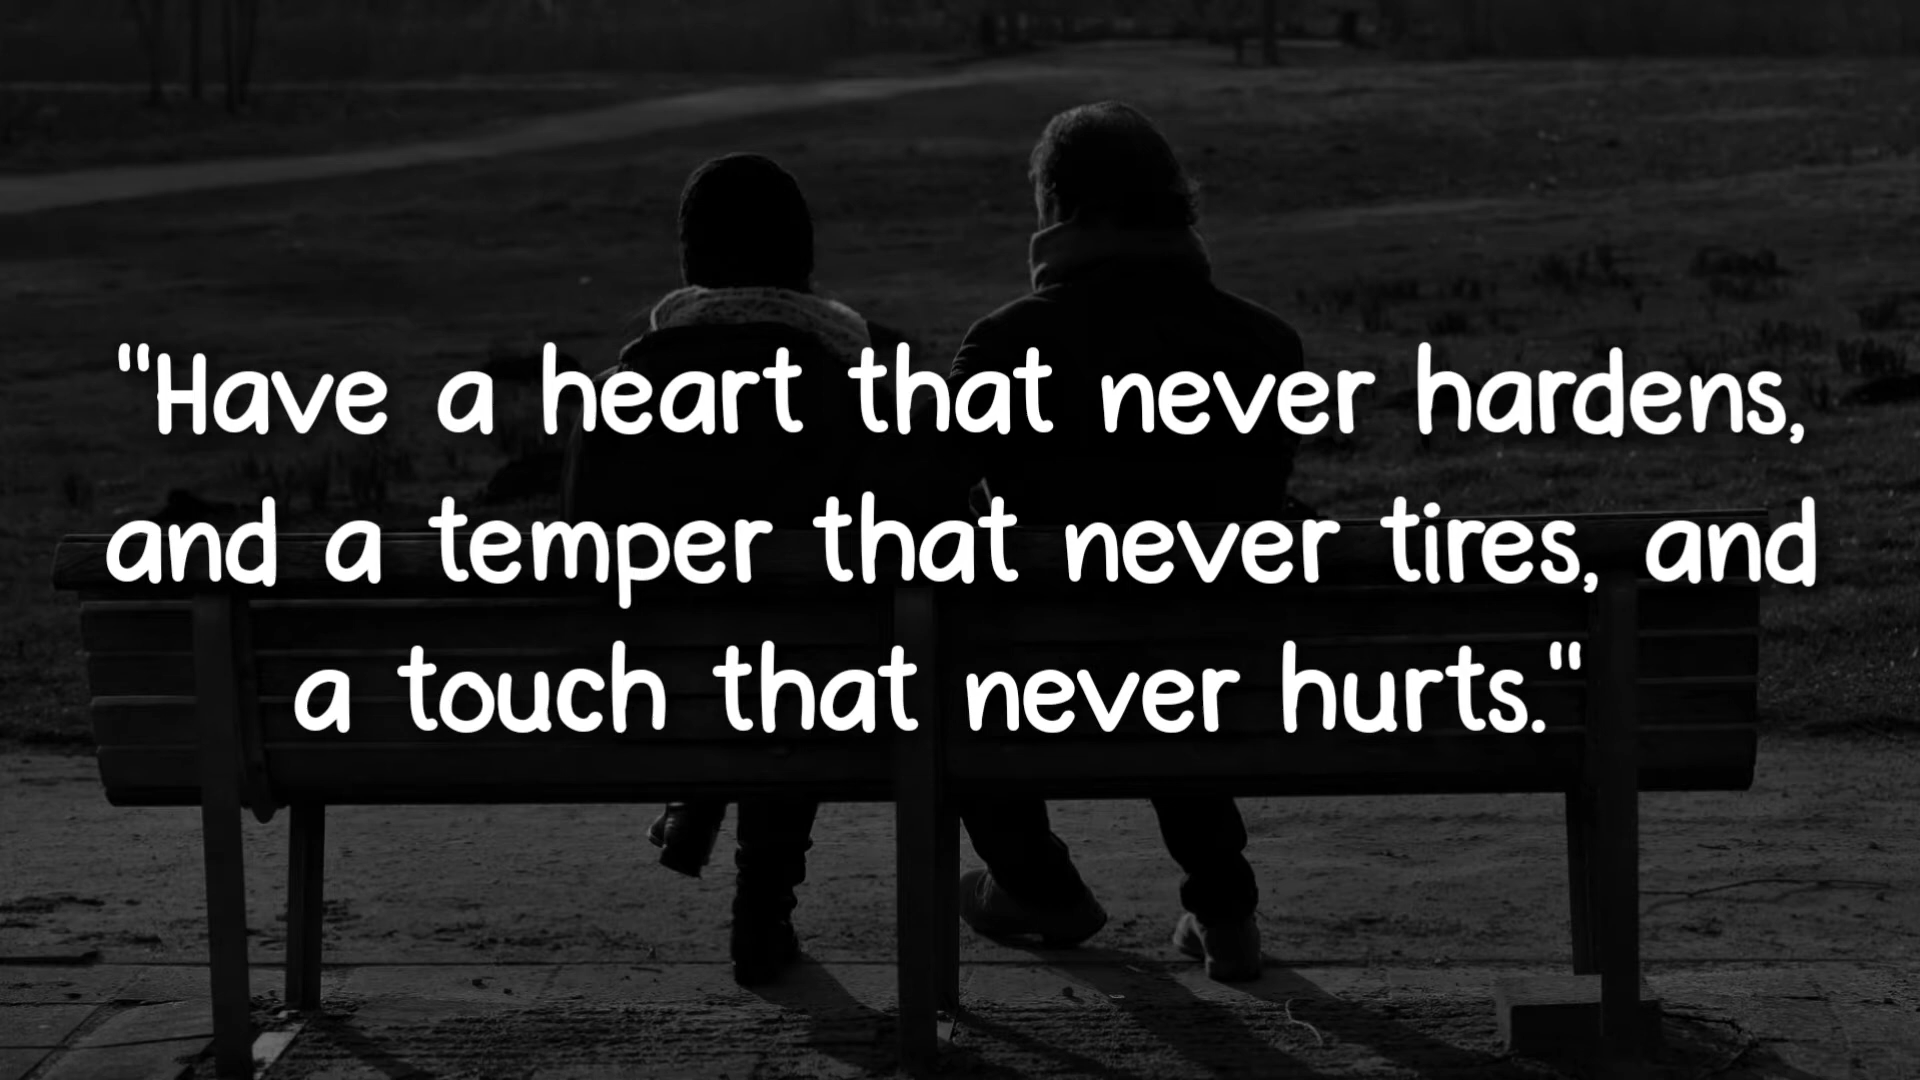 "Have a heart that never hardens,
and a temper that never tires, and
a touch that never hurts."